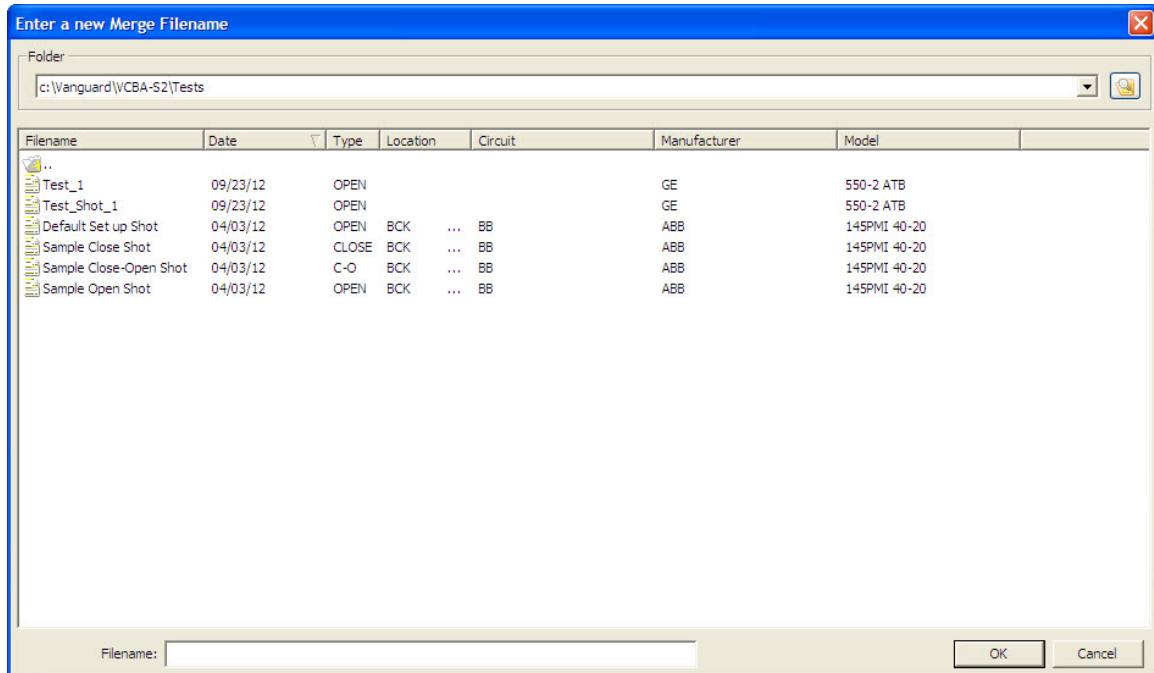 Enter a new Merge Filename
Folder
c:\Vanguard\VCBA-S2\Tests
Filename Date Type Location Circuit Manufacturer Model
..
Test_1 09/23/12 OPEN GE 550-2 ATB
Test_Shot_1 09/23/12 OPEN GE 550-2 ATB
Default Set up Shot 04/03/12 OPEN BCK ... BB ABB 145PMI 40-20
Sample Close Shot 04/03/12 CLOSE BCK ... BB ABB 145PMI 40-20
Sample Close-Open Shot 04/03/12 C-O BCK ... BB ABB 145PMI 40-20
Sample Open Shot 04/03/12 OPEN BCK ... BB ABB 145PMI 40-20
Filename: OK Cancel